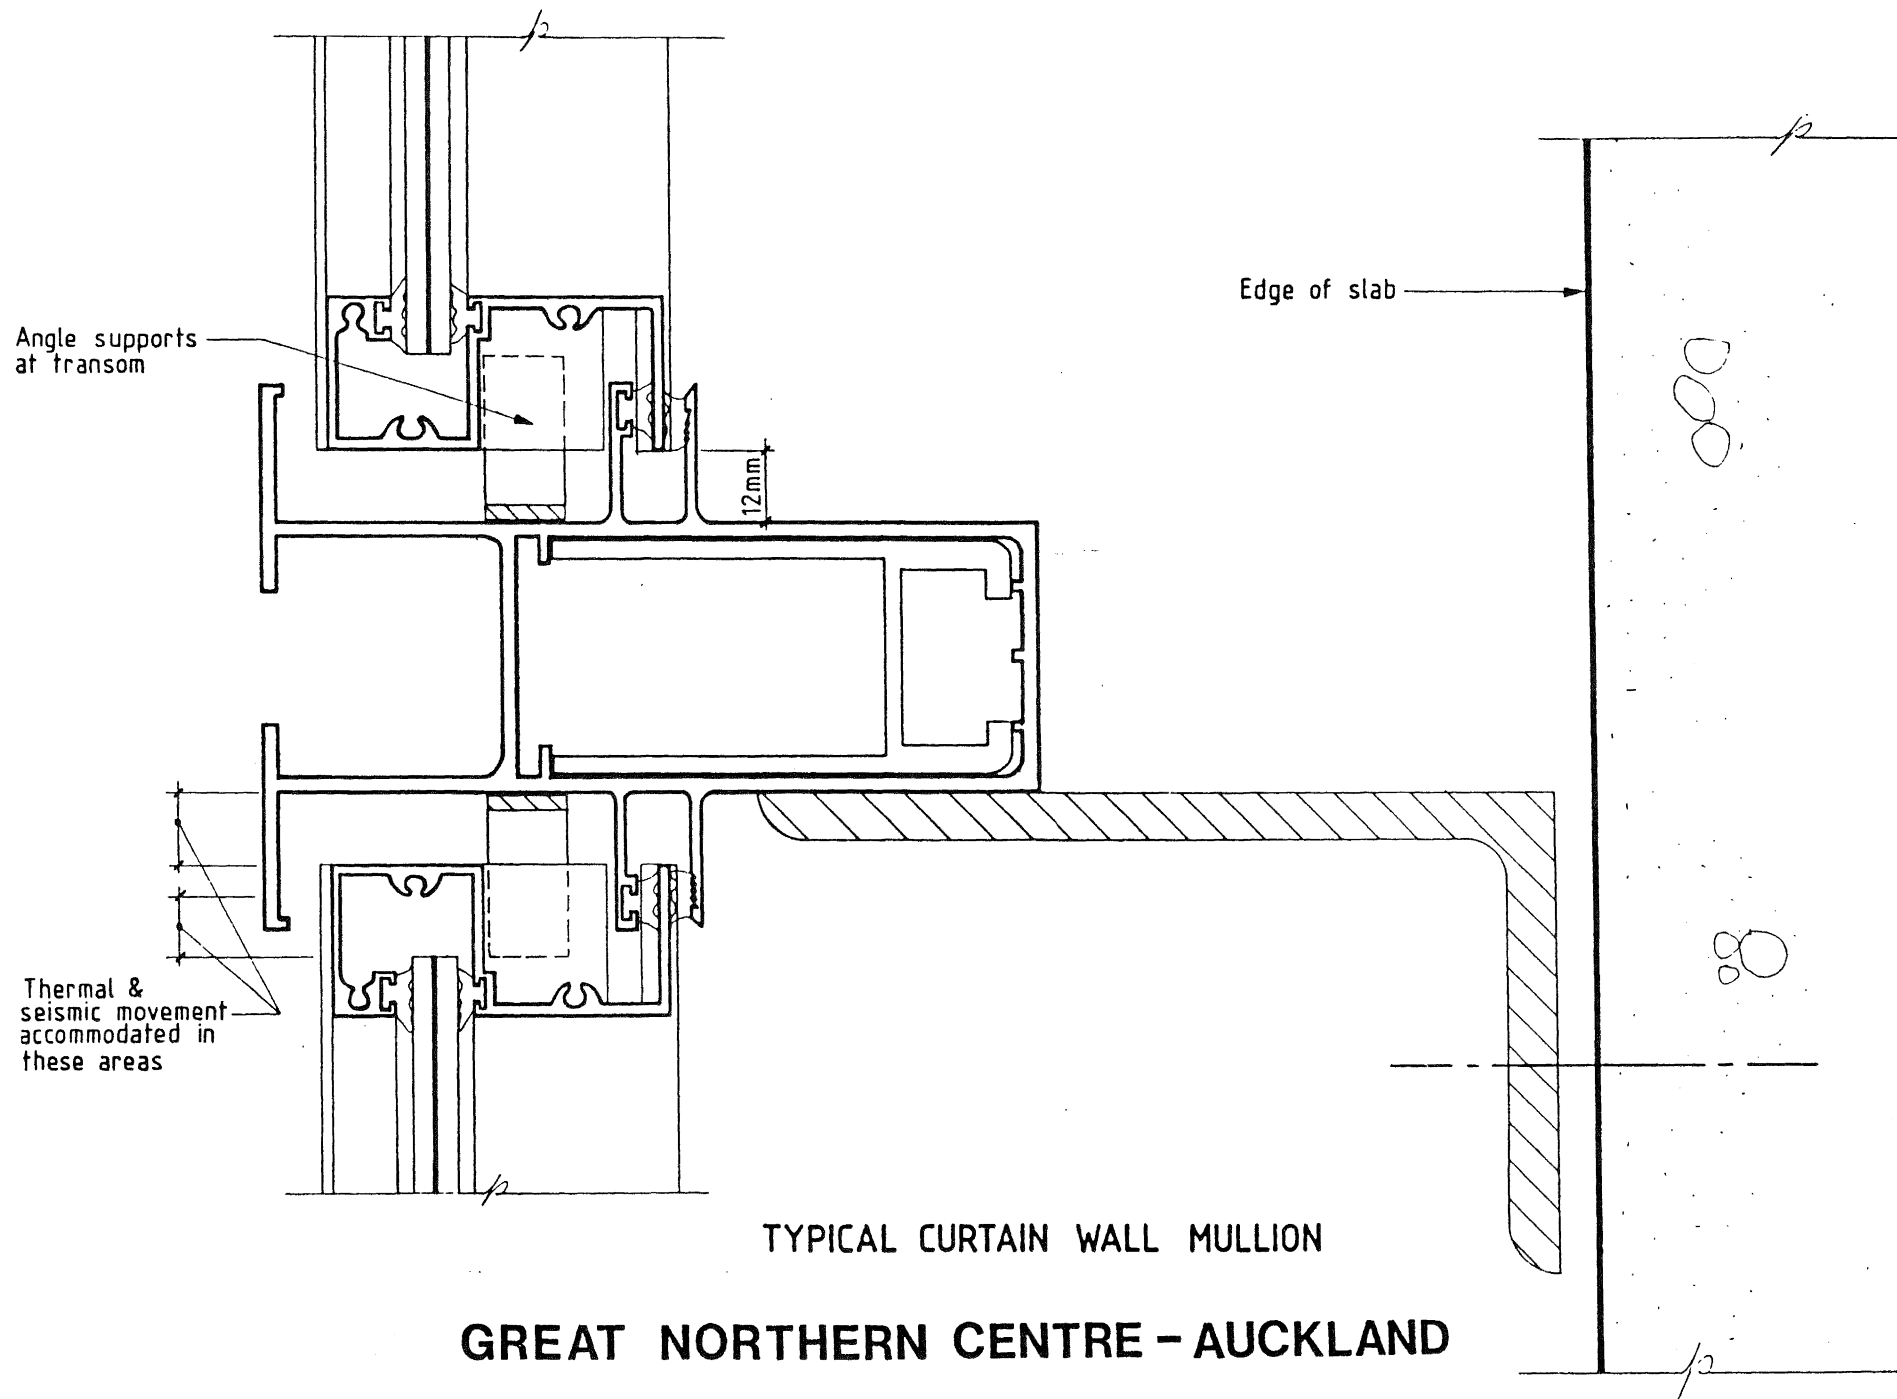 Edge of slab
Angle supports
at transom
12mm
Thermal &
seismic movement
accommodated in
these areas
TYPICAL CURTAIN WALL MULLION
GREAT NORTHERN CENTRE – AUCKLAND